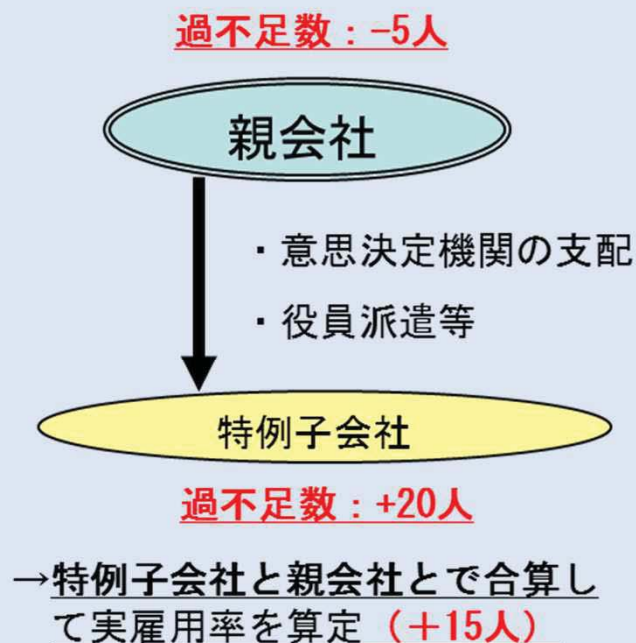 過不足数：-5人
親会社
・意思決定機関の支配
・役員派遣等
特例子会社
過不足数：+20人
→特例子会社と親会社とで合算し
て実雇用率を算定（＋15人）